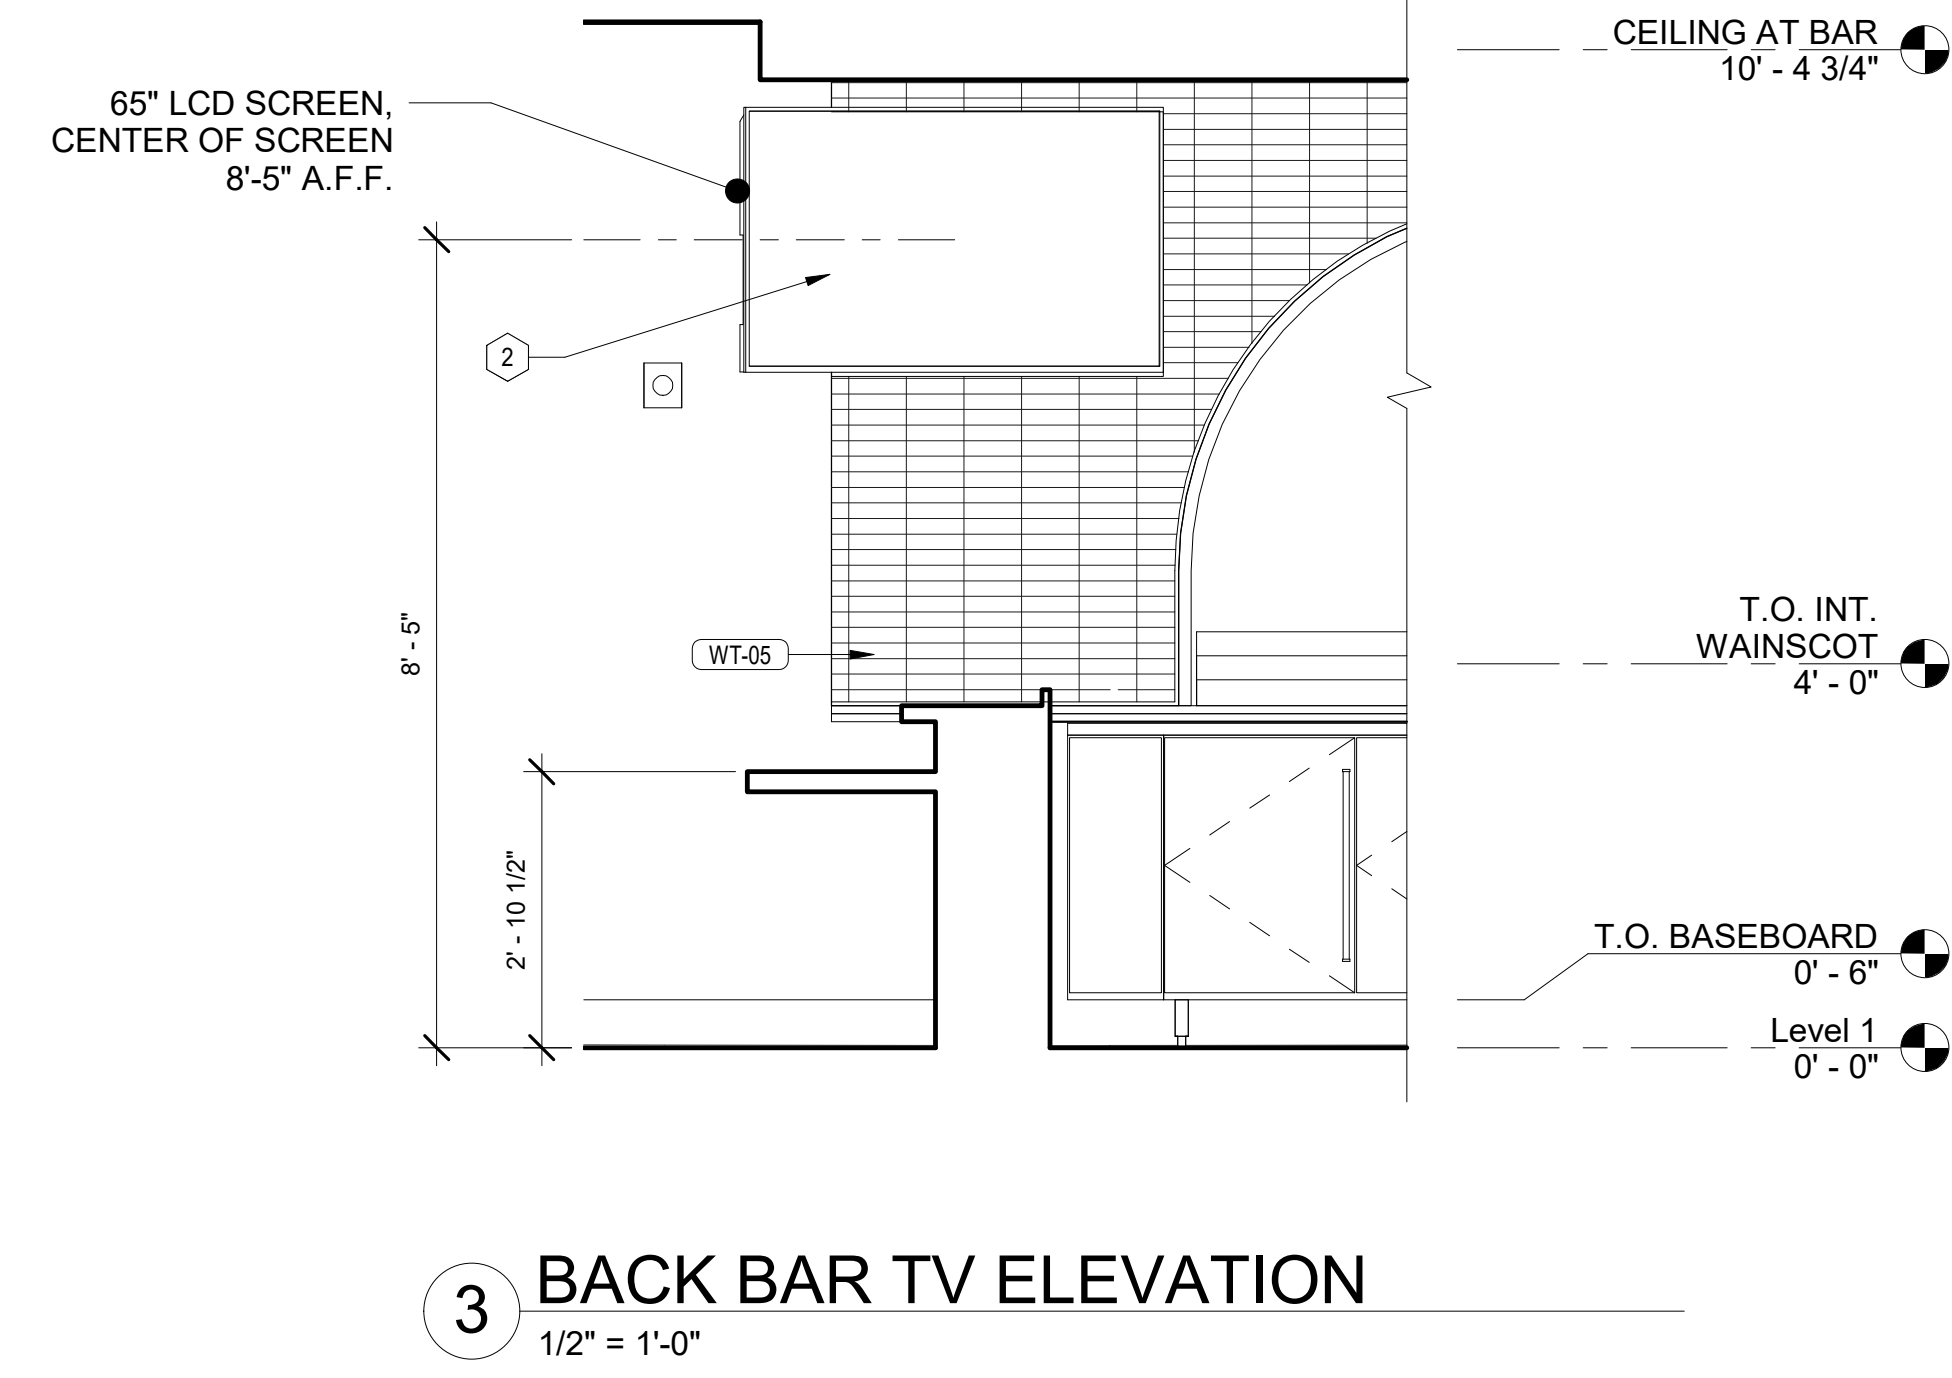 CEILING AT BAR
10' - 4 3/4"
65" LCD SCREEN,
CENTER OF SCREEN
8'-5" A.F.F.
2
8' - 5"
WT-05
T.O. INT.
WAINSCOT
4' - 0"
2' - 10 1/2"
T.O. BASEBOARD
0' - 6"
Level 1
0' - 0"
3
BACK BAR TV ELEVATION
1/2" = 1'-0"